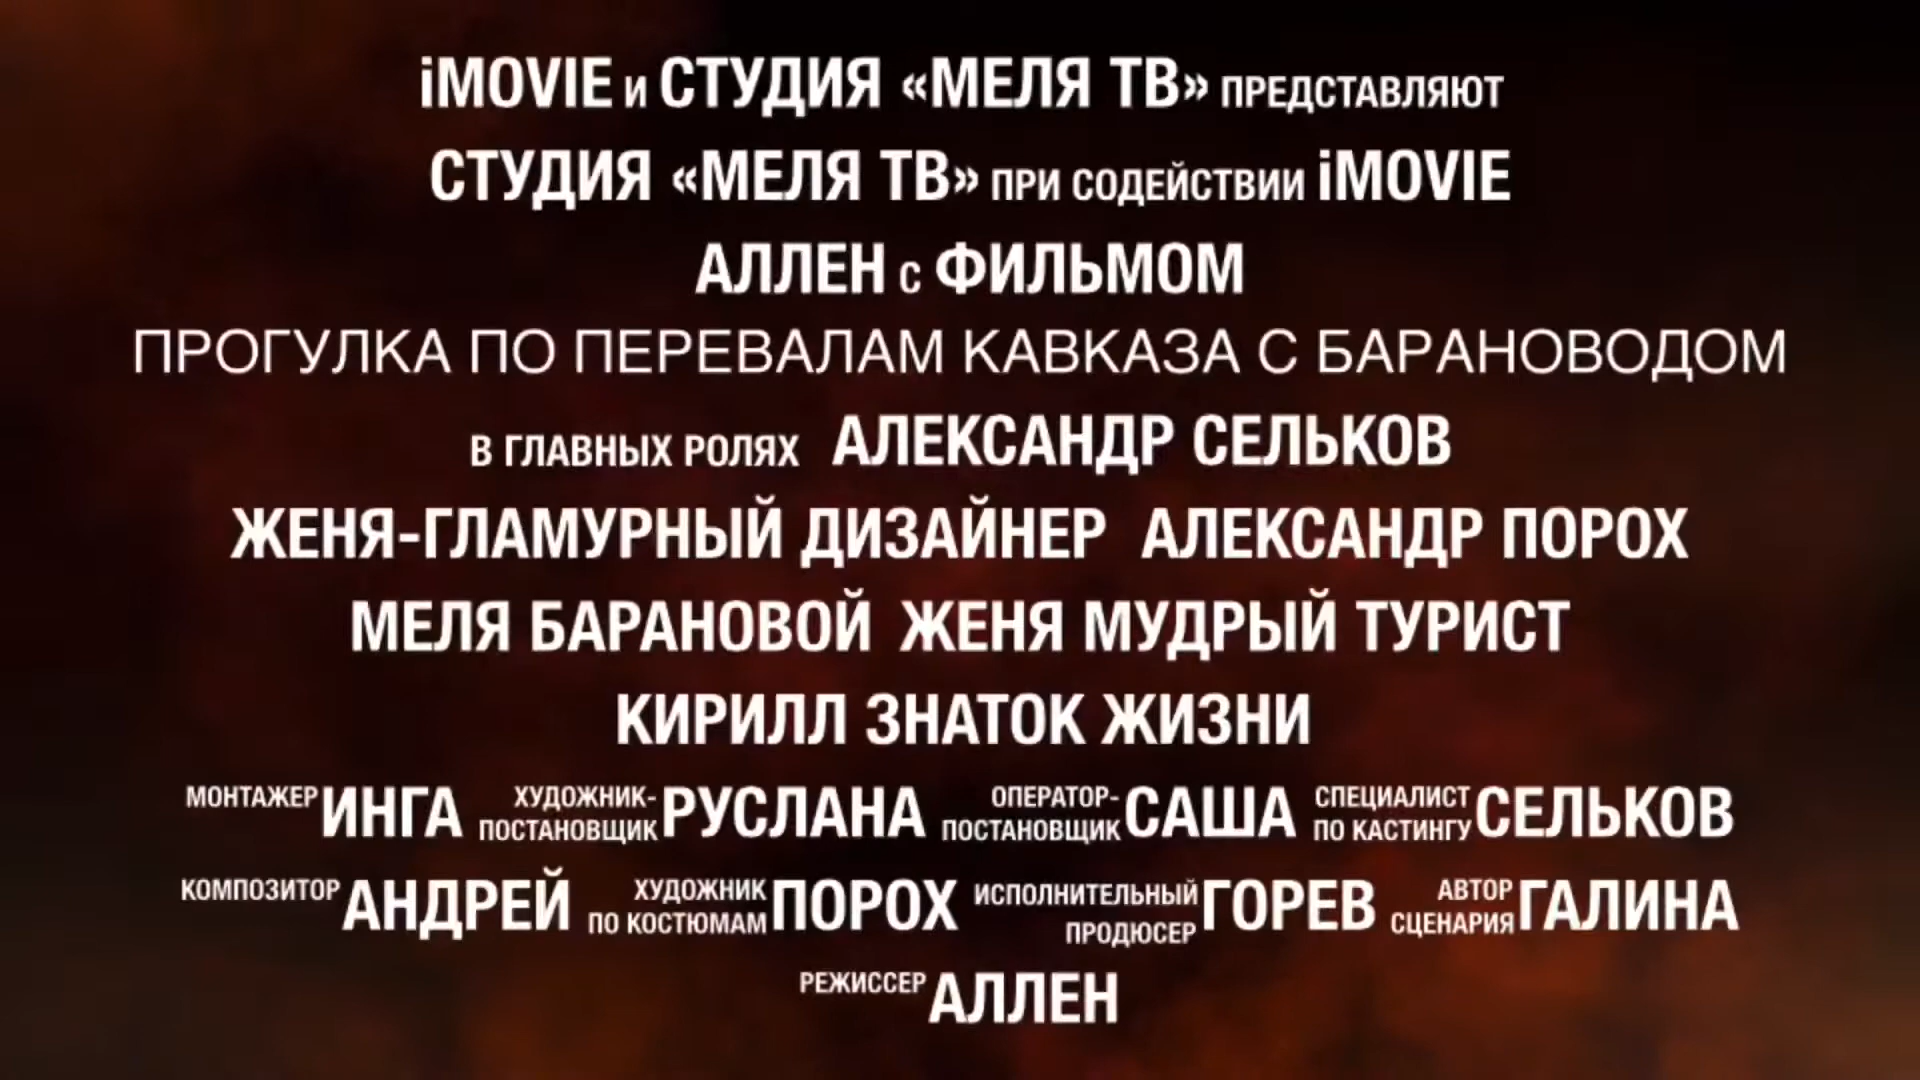 iMOVIE и СТУДИЯ «МЕЛЯ ТВ» ПРЕДСТАВЛЯЮТ
СТУДИЯ «МЕЛЯ ТВ» ПРИ СОДЕЙСТВИИ iMOVIE
АЛЛЕН С ФИЛЬМОМ
ПРОГУЛКА ПО ПЕРЕВАЛАМ КАВКАЗА С БАРАНОВОДОМ
В ГЛАВНЫХ РОЛЯХ АЛЕКСАНДР СЕЛЬКОВ
ЖЕНЯ-ГЛАМУРНЫЙ ДИЗАЙНЕР АЛЕКСАНДР ПОРОХ
МЕЛЯ БАРАНОВОЙ ЖЕНЯ МУДРЫЙ ТУРИСТ
КИРИЛЛ ЗНАТОК ЖИЗНИ
МОНТАЖЕР ИНГА ХУДОЖНИК-ПОСТАНОВЩИК РУСЛАНА ОПЕРАТОР-ПОСТАНОВЩИК САША СПЕЦИАЛИСТ ПО КАСТИНГУ СЕЛЬКОВ
КОМПОЗИТОР АНДРЕЙ ХУДОЖНИК ПО КОСТЮМАМ ПОРОХ ИСПОЛНИТЕЛЬНЫЙ ПРОДЮСЕР ГОРЕВ АВТОР СЦЕНАРИЯ ГАЛИНА
РЕЖИССЕР АЛЛЕН